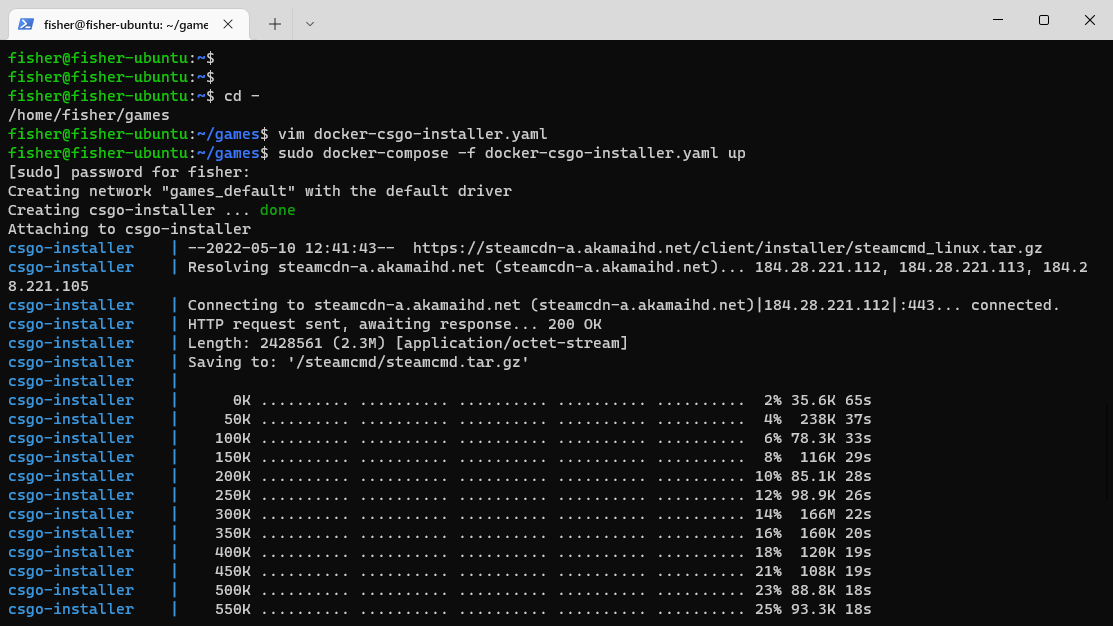 fisher@fisher-ubuntu: ~/game
fisher@fisher-ubuntu:~$
fisher@fisher-ubuntu:~$
fisher@fisher-ubuntu:~$ cd -
/home/fisher/games
fisher@fisher-ubuntu:~/games$ vim docker-csgo-installer.yaml
fisher@fisher-ubuntu:~/games$ sudo docker-compose -f docker-csgo-installer.yaml up
[sudo] password for fisher:
Creating network "games_default" with the default driver
Creating csgo-installer ... done
Attaching to csgo-installer
csgo-installer    | --2022-05-10 12:41:43--  https://steamcdn-a.akamaihd.net/client/installer/steamcmd_linux.tar.gz
csgo-installer    | Resolving steamcdn-a.akamaihd.net (steamcdn-a.akamaihd.net)... 184.28.221.112, 184.28.221.113, 184.2
8.221.105
csgo-installer    | Connecting to steamcdn-a.akamaihd.net (steamcdn-a.akamaihd.net)|184.28.221.112|:443... connected.
csgo-installer    | HTTP request sent, awaiting response... 200 OK
csgo-installer    | Length: 2428561 (2.3M) [application/octet-stream]
csgo-installer    | Saving to: '/steamcmd/steamcmd.tar.gz'
csgo-installer    |
csgo-installer    |      0K .......... .......... .......... .......... ..........  2% 35.6K 65s
csgo-installer    |     50K .......... .......... .......... .......... ..........  4%  238K 37s
csgo-installer    |    100K .......... .......... .......... .......... ..........  6% 78.3K 33s
csgo-installer    |    150K .......... .......... .......... .......... ..........  8%  116K 29s
csgo-installer    |    200K .......... .......... .......... .......... .......... 10% 85.1K 28s
csgo-installer    |    250K .......... .......... .......... .......... .......... 12% 98.9K 26s
csgo-installer    |    300K .......... .......... .......... .......... .......... 14%  166M 22s
csgo-installer    |    350K .......... .......... .......... .......... .......... 16%  160K 20s
csgo-installer    |    400K .......... .......... .......... .......... .......... 18%  120K 19s
csgo-installer    |    450K .......... .......... .......... .......... .......... 21%  108K 19s
csgo-installer    |    500K .......... .......... .......... .......... .......... 23% 88.8K 18s
csgo-installer    |    550K .......... .......... .......... .......... .......... 25% 93.3K 18s